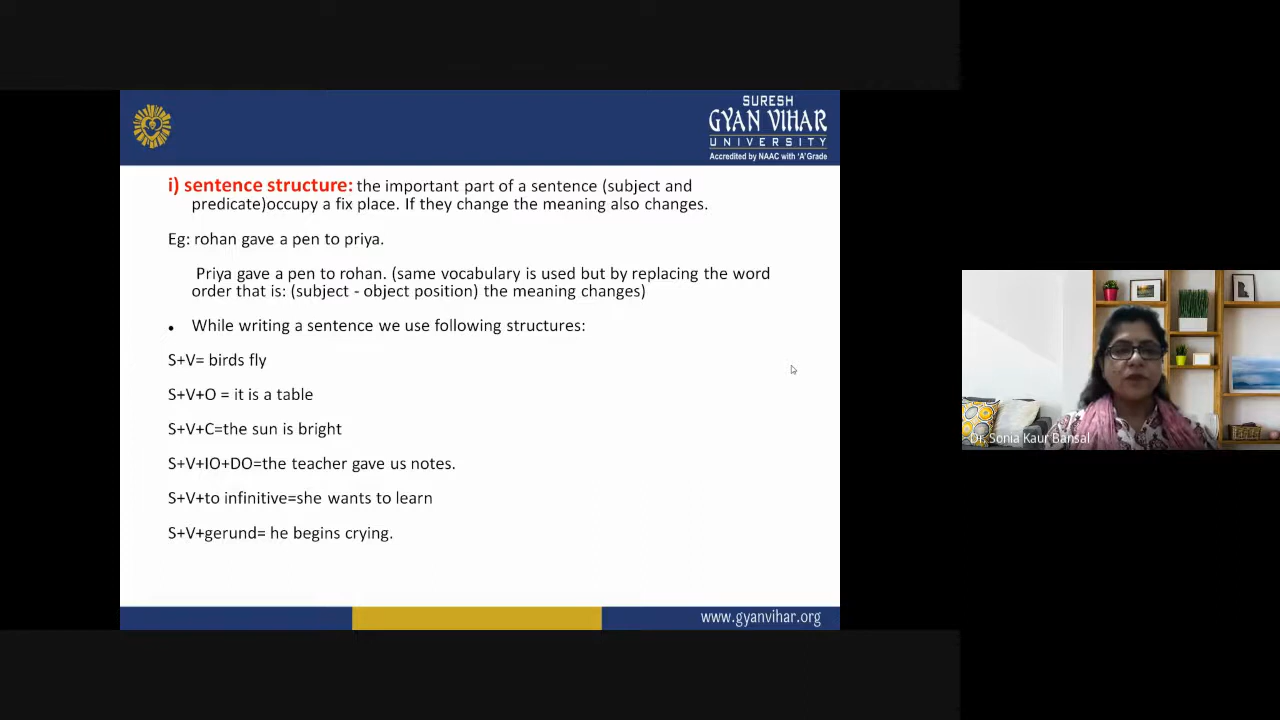 SURESH
GYAN VIHAR
UNIVERSITY
Accredited by NAAC with 'A' Grade
i) sentence structure: the important part of a sentence (subject and
predicate)occupy a fix place. If they change the meaning also changes.
Eg: rohan gave a pen to priya.
Priya gave a pen to rohan. (same vocabulary is used but by replacing the word
order that is: (subject - object position) the meaning changes)
• While writing a sentence we use following structures:
S+V= birds fly
S+V+O = it is a table
S+V+C=the sun is bright
S+V+IO+DO=the teacher gave us notes.
S+V+to infinitive=she wants to learn
S+V+gerund= he begins crying.
www.gyanvihar.org
Dr. Sonia Kaur Bansal